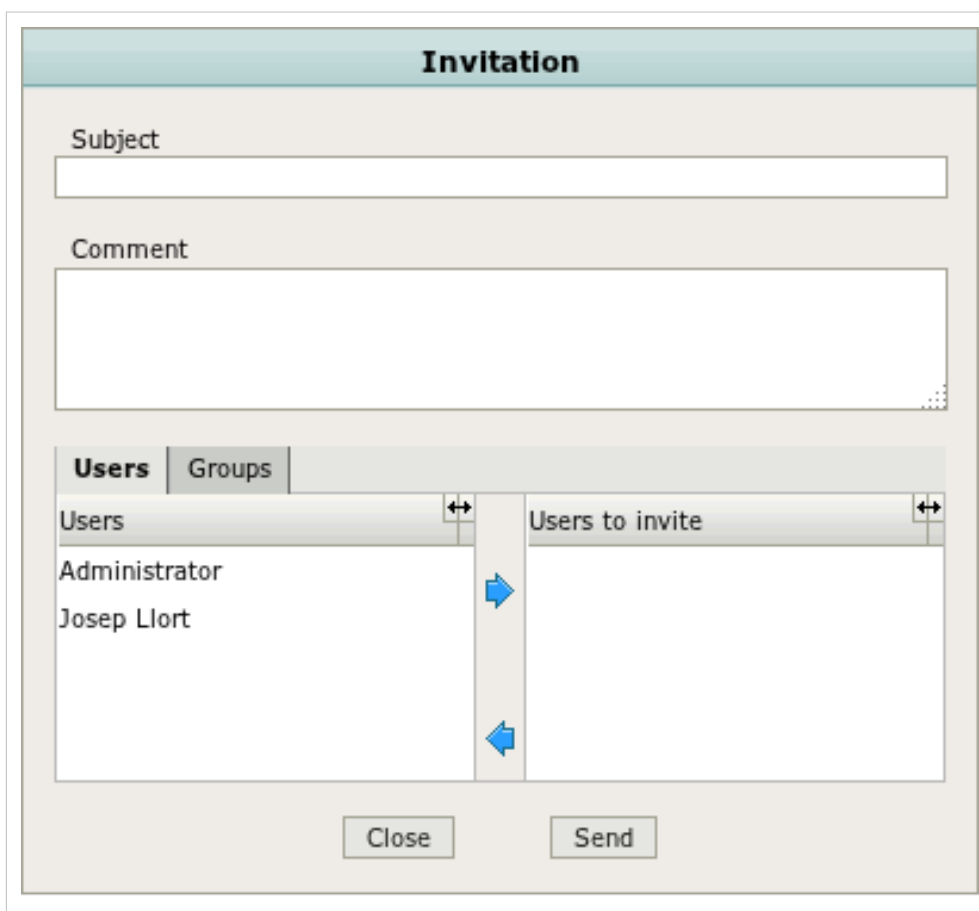 Invitation
Subject
Comment
Users Groups
Users Users to invite
Administrator
Josep Llort
Close Send